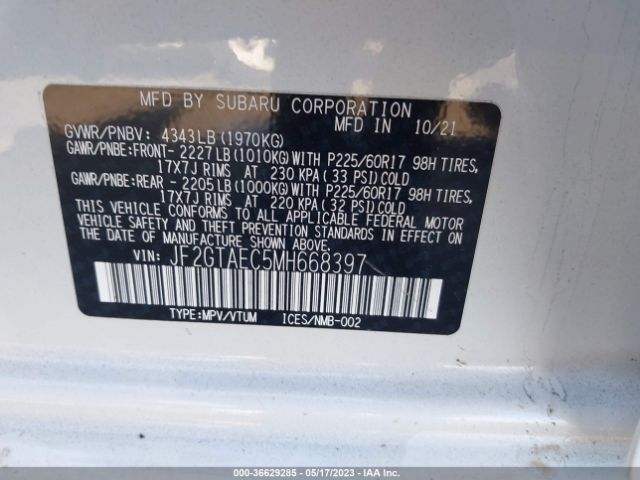 MFD BY SUBARU CORPORATION
MFD IN 10/21
GVWR/PNBV: 4343LB (1970KG)
GAWR/PNBE:FRONT- 2227 LB (1010KG) WITH P225/60R17 98H TIRES,
17X7J RIMS AT 230 KPA ( 33 PSI) COLD
GAWR/PNBE:REAR - 2205 LB (1000KG) WITH P225/60R17 98H TIRES,
17X7J RIMS AT 220 KPA ( 32 PSI) COLD
THIS VEHICLE CONFORMS TO ALL APPLICABLE FEDERAL MOTOR
VEHICLE SAFETY AND THEFT PREVENTION STANDARDS IN EFFECT ON
THE DATE OF MANUFACTURE SHOWN ABOVE.
VIN: JF2GTAEC5MH668397
TYPE:MPV/VTUM ICES/NMB-002
000-36629285 - 05/17/2023 - IAA Inc.